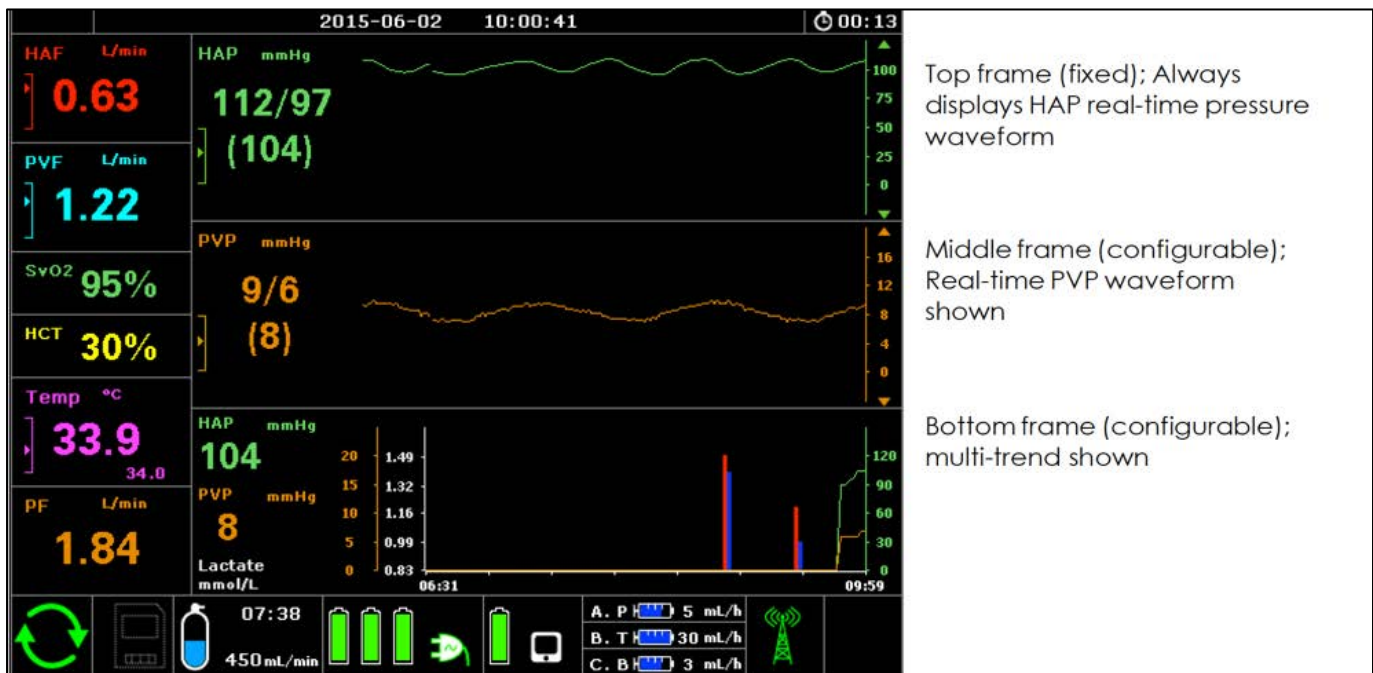 2015-06-02 10:00:41 00:13
HAF L/min
0.63
PVF L/min
1.22
SvO2 95%
HCT 30%
Temp °C
33.9
34.0
PF L/min
1.84
HAP mmHg
112/97
(104)
100
75
50
25
0
PVP mmHg
9/6
(8)
16
12
8
4
0
HAP mmHg
104
PVP mmHg
8
Lactate
mmol/L
20 1.49 120
15 1.32 90
10 1.16 60
5 0.99 30
0 0.83 0
06:31 09:59
07:38
450 mL/min
A. P 5 mL/h
B. T 30 mL/h
C. B 3 mL/h
Top frame (fixed); Always
displays HAP real-time pressure
waveform
Middle frame (configurable);
Real-time PVP waveform
shown
Bottom frame (configurable);
multi-trend shown